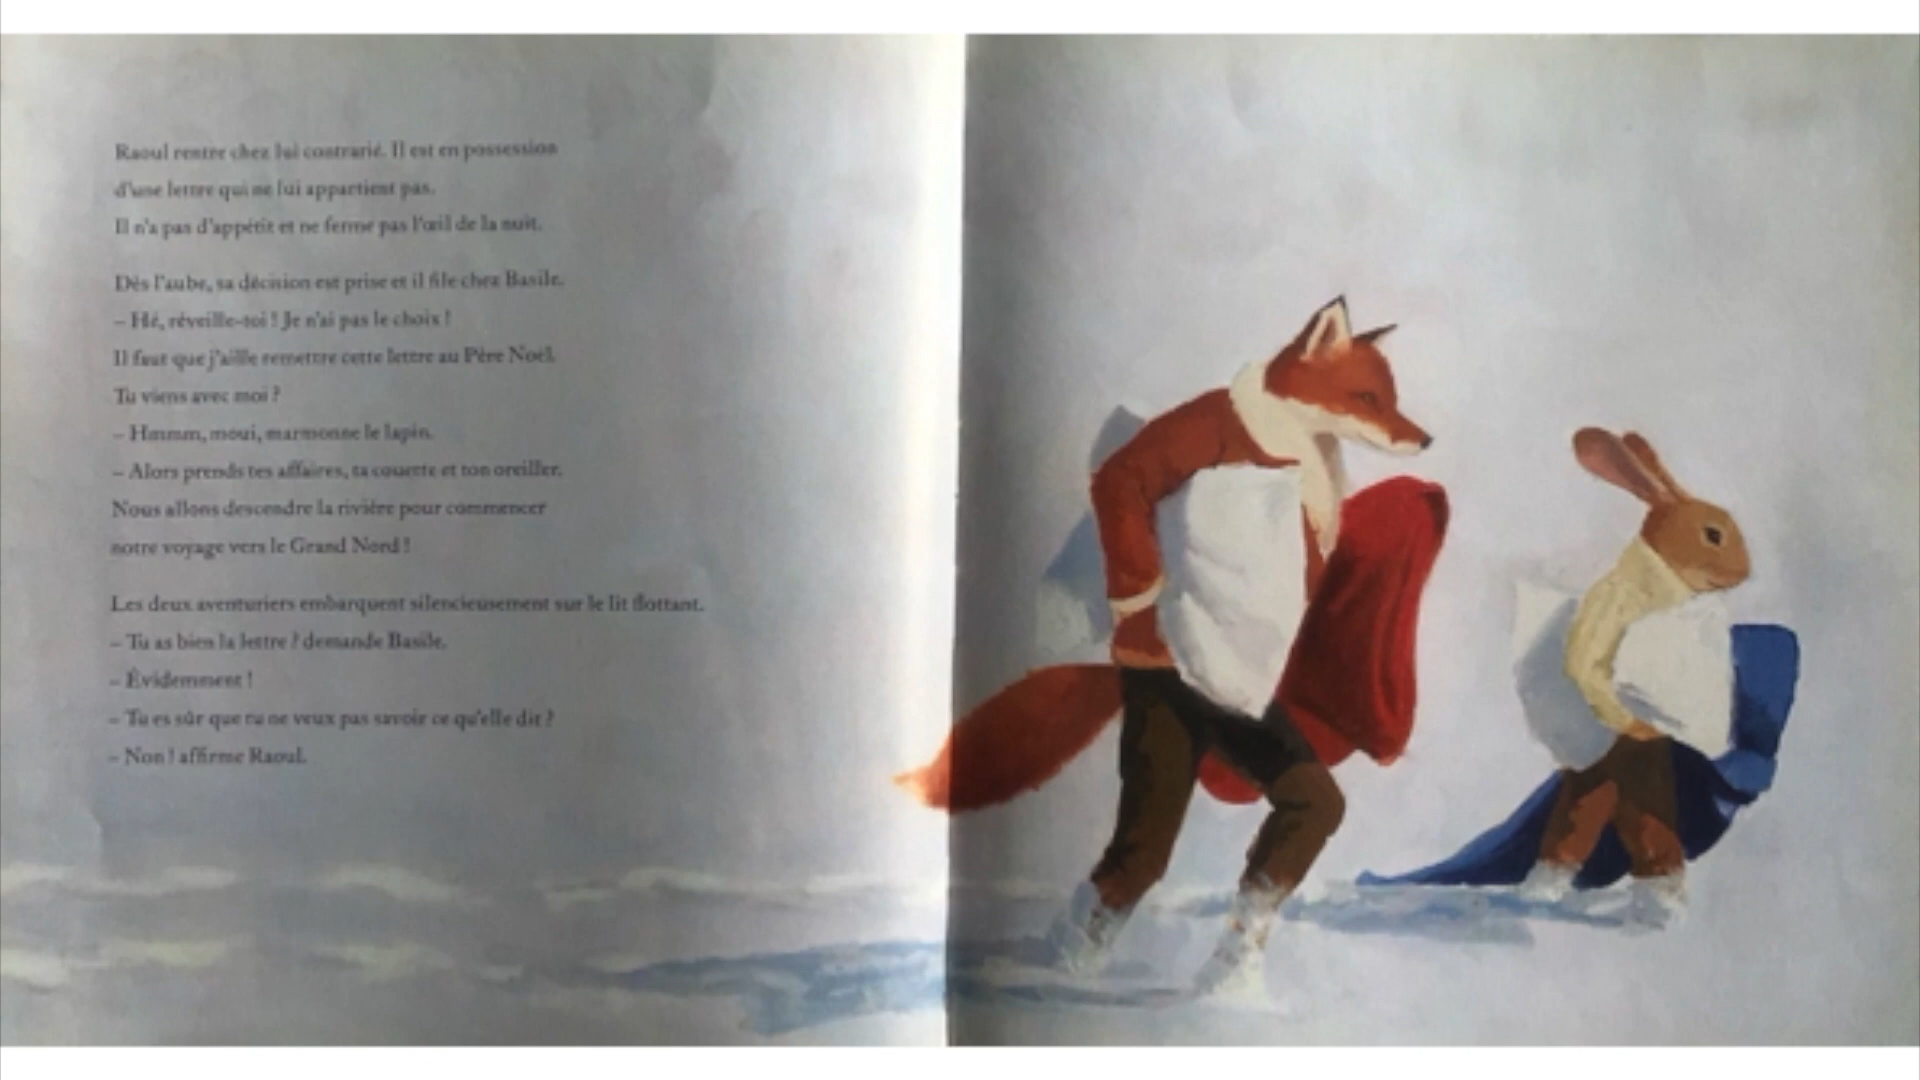 Raoul rentre chez lui contrarié. Il est en possession
d'une lettre qui ne lui appartient pas.
Il n'a pas d'appétit et ne ferme pas l'œil de la nuit.
Dès l'aube, sa décision est prise et il file chez Basile.
– Hé, réveille-toi ! Je n'ai pas le choix !
Il faut que j'aille remettre cette lettre au Père Noël.
Tu viens avec moi ?
– Hmmm, moui, marmonne le lapin.
– Alors prends tes affaires, ta couette et ton oreiller.
Nous allons descendre la rivière pour commencer
notre voyage vers le Grand Nord !
Les deux aventuriers embarquent silencieusement sur le lit flottant.
– Tu as bien la lettre ? demande Basile.
– Évidemment !
– Tu es sûr que tu ne veux pas savoir ce qu'elle dit ?
– Non ! affirme Raoul.